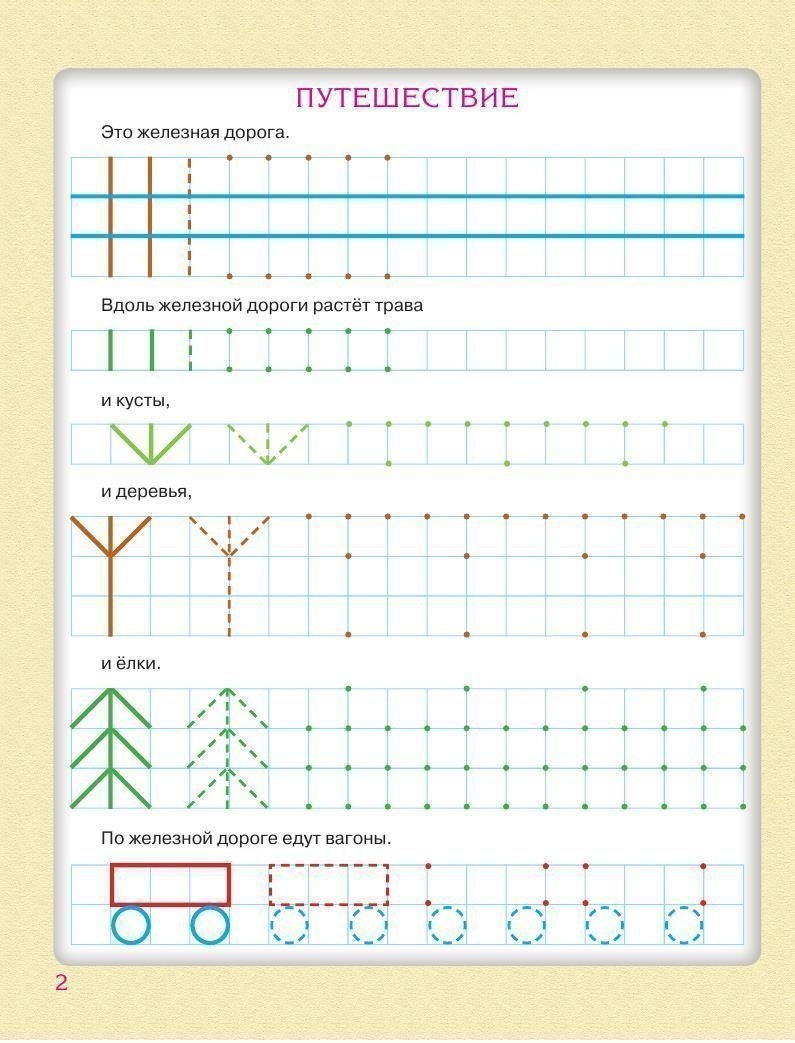 ПУТЕШЕСТВИЕ
Это железная дорога.
Вдоль железной дороги растёт трава
и кусты,
и деревья,
и ёлки.
По железной дороге едут вагоны.
2